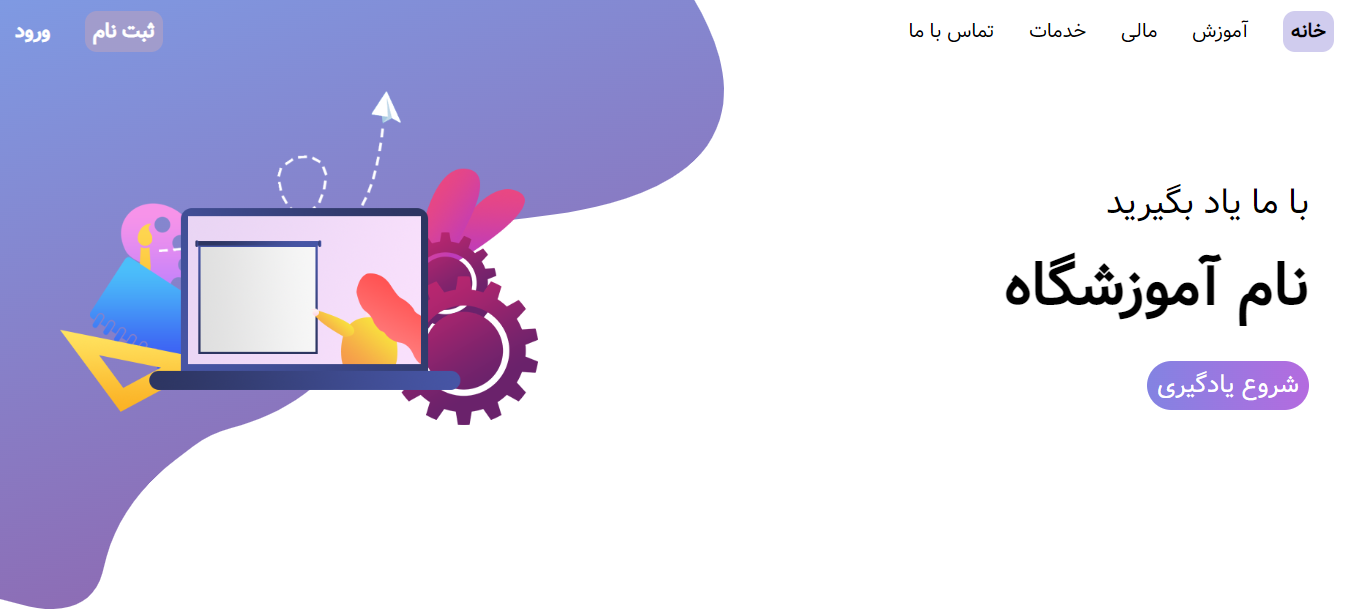 خانه
آموزش
مالی
خدمات
تماس با ما
ثبت نام
ورود
با ما یاد بگیرید
نام آموزشگاه
شروع یادگیری